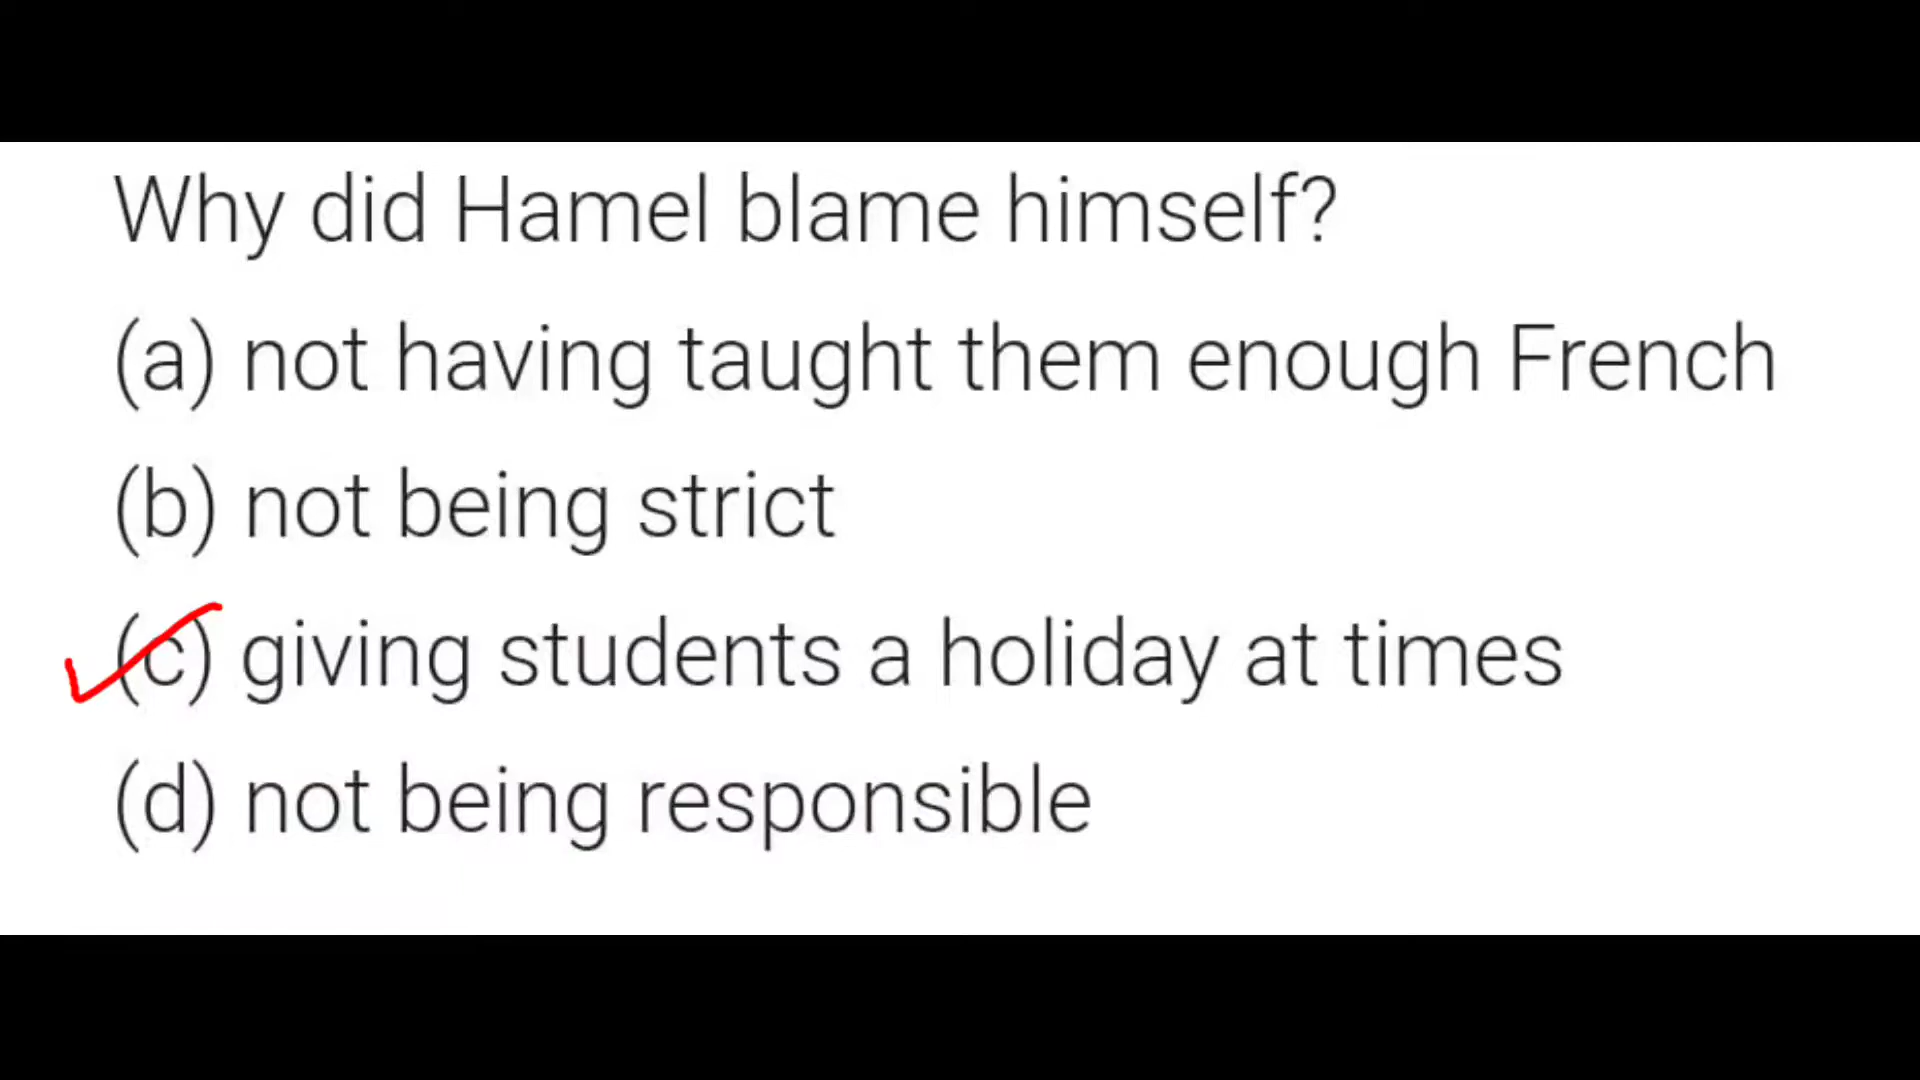 Why did Hamel blame himself?
(a) not having taught them enough French
(b) not being strict
(c) giving students a holiday at times
(d) not being responsible